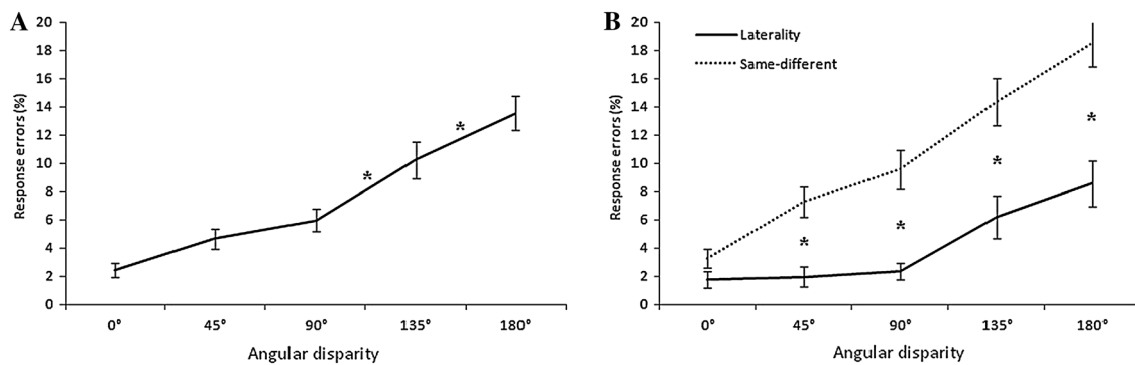 A
Response errors (%)
20
18
16
14
12
10
8
6
4
2
0
*
*
0° 45° 90° 135° 180°
Angular disparity
B
Response errors (%)
20
18
16
14
12
10
8
6
4
2
0
Laterality
Same-different
*
*
*
*
0° 45° 90° 135° 180°
Angular disparity